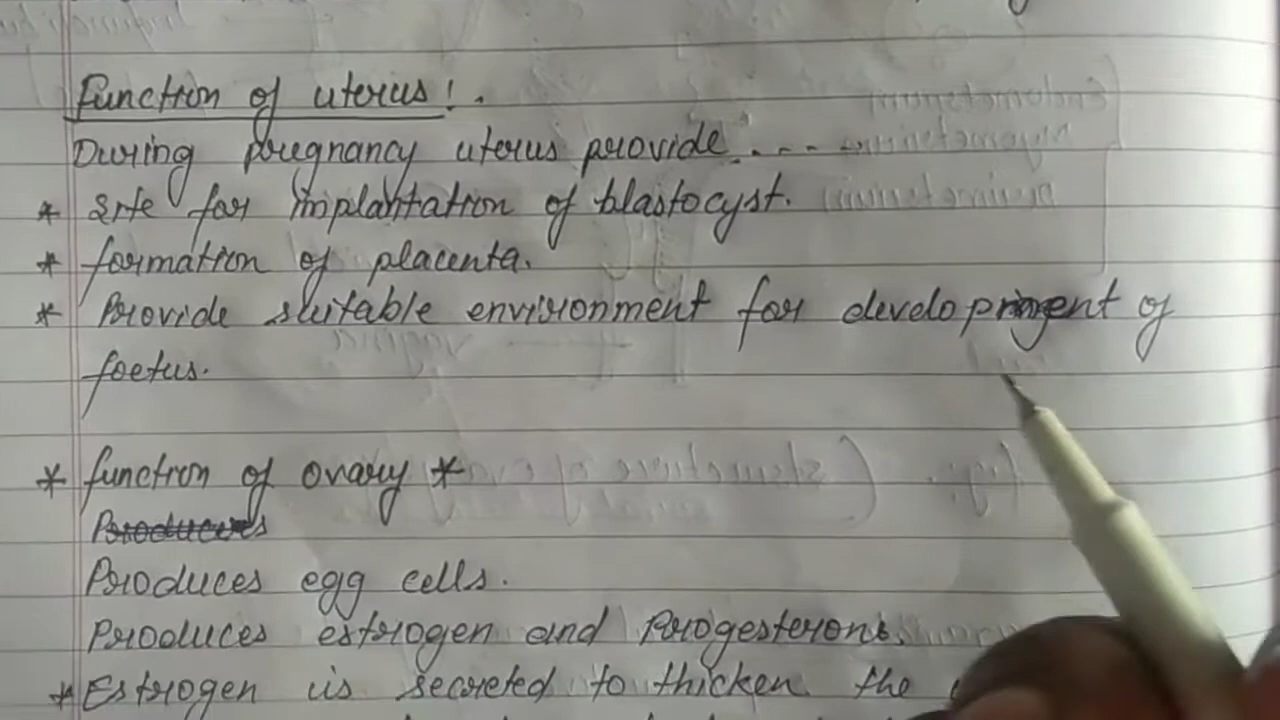 Function of uterus!.
During pregnancy uterus provide....
* Site for implantation of blastocyst.
* formation of placenta.
* Provide suitable environment for development of
foetus.
* function of ovary *
Produces
Produces egg cells.
Produces estrogen and Progesterone.
* Estrogen is secreted to thicken the